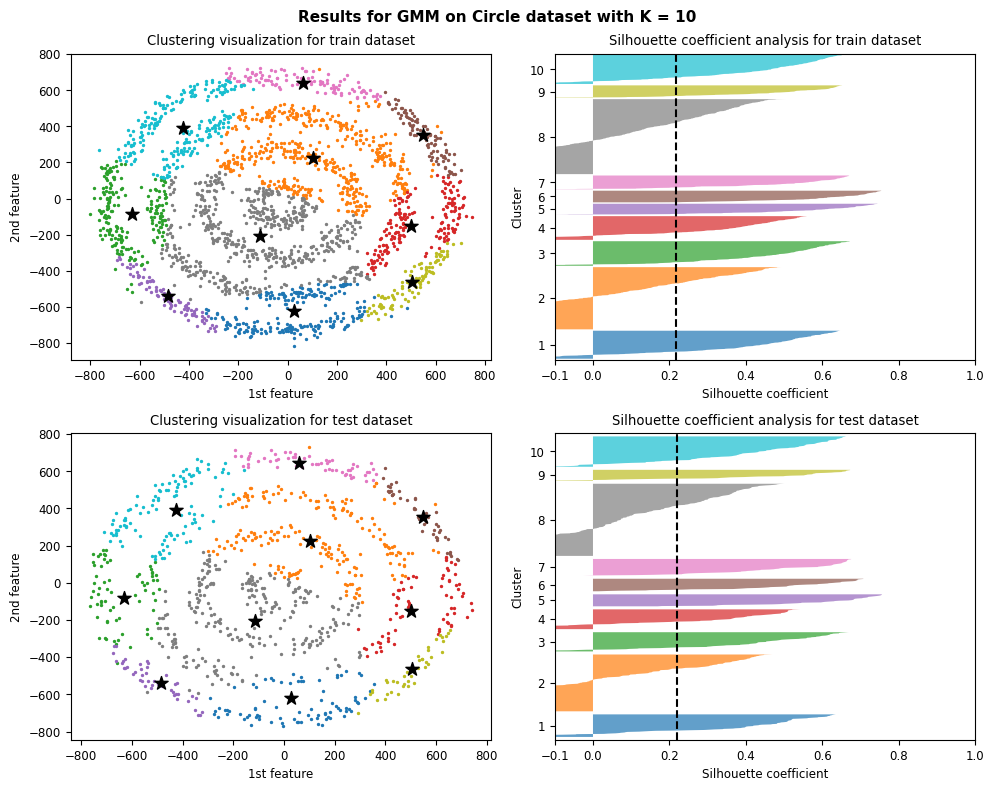 Results for GMM on Circle dataset with K = 10
Clustering visualization for train dataset
800
600
400
200
0
−200
−400
−600
−800
2nd feature
−800 −600 −400 −200 0 200 400 600 800
1st feature
Silhouette coefficient analysis for train dataset
10
9
8
7
6
5
4
3
2
1
Cluster
−0.1 0.0 0.2 0.4 0.6 0.8 1.0
Silhouette coefficient
Clustering visualization for test dataset
800
600
400
200
0
−200
−400
−600
−800
2nd feature
−800 −600 −400 −200 0 200 400 600 800
1st feature
Silhouette coefficient analysis for test dataset
10
9
8
7
6
5
4
3
2
1
Cluster
−0.1 0.0 0.2 0.4 0.6 0.8 1.0
Silhouette coefficient